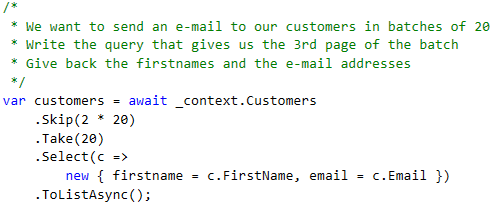 /*
 * We want to send an e-mail to our customers in batches of 20
 * Write the query that gives us the 3rd page of the batch
 * Give back the firstnames and the e-mail addresses
 */
var customers = await _context.Customers
    .Skip(2 * 20)
    .Take(20)
    .Select(c =>
        new { firstname = c.FirstName, email = c.Email })
    .ToListAsync();